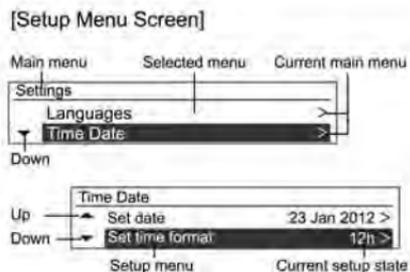 [Setup Menu Screen]
Main menu Selected menu Current main menu
Settings
Languages >
Time Date >
Down
Time Date
Up Set date 23 Jan 2012 >
Down Set time format 12h >
Setup menu Current setup state